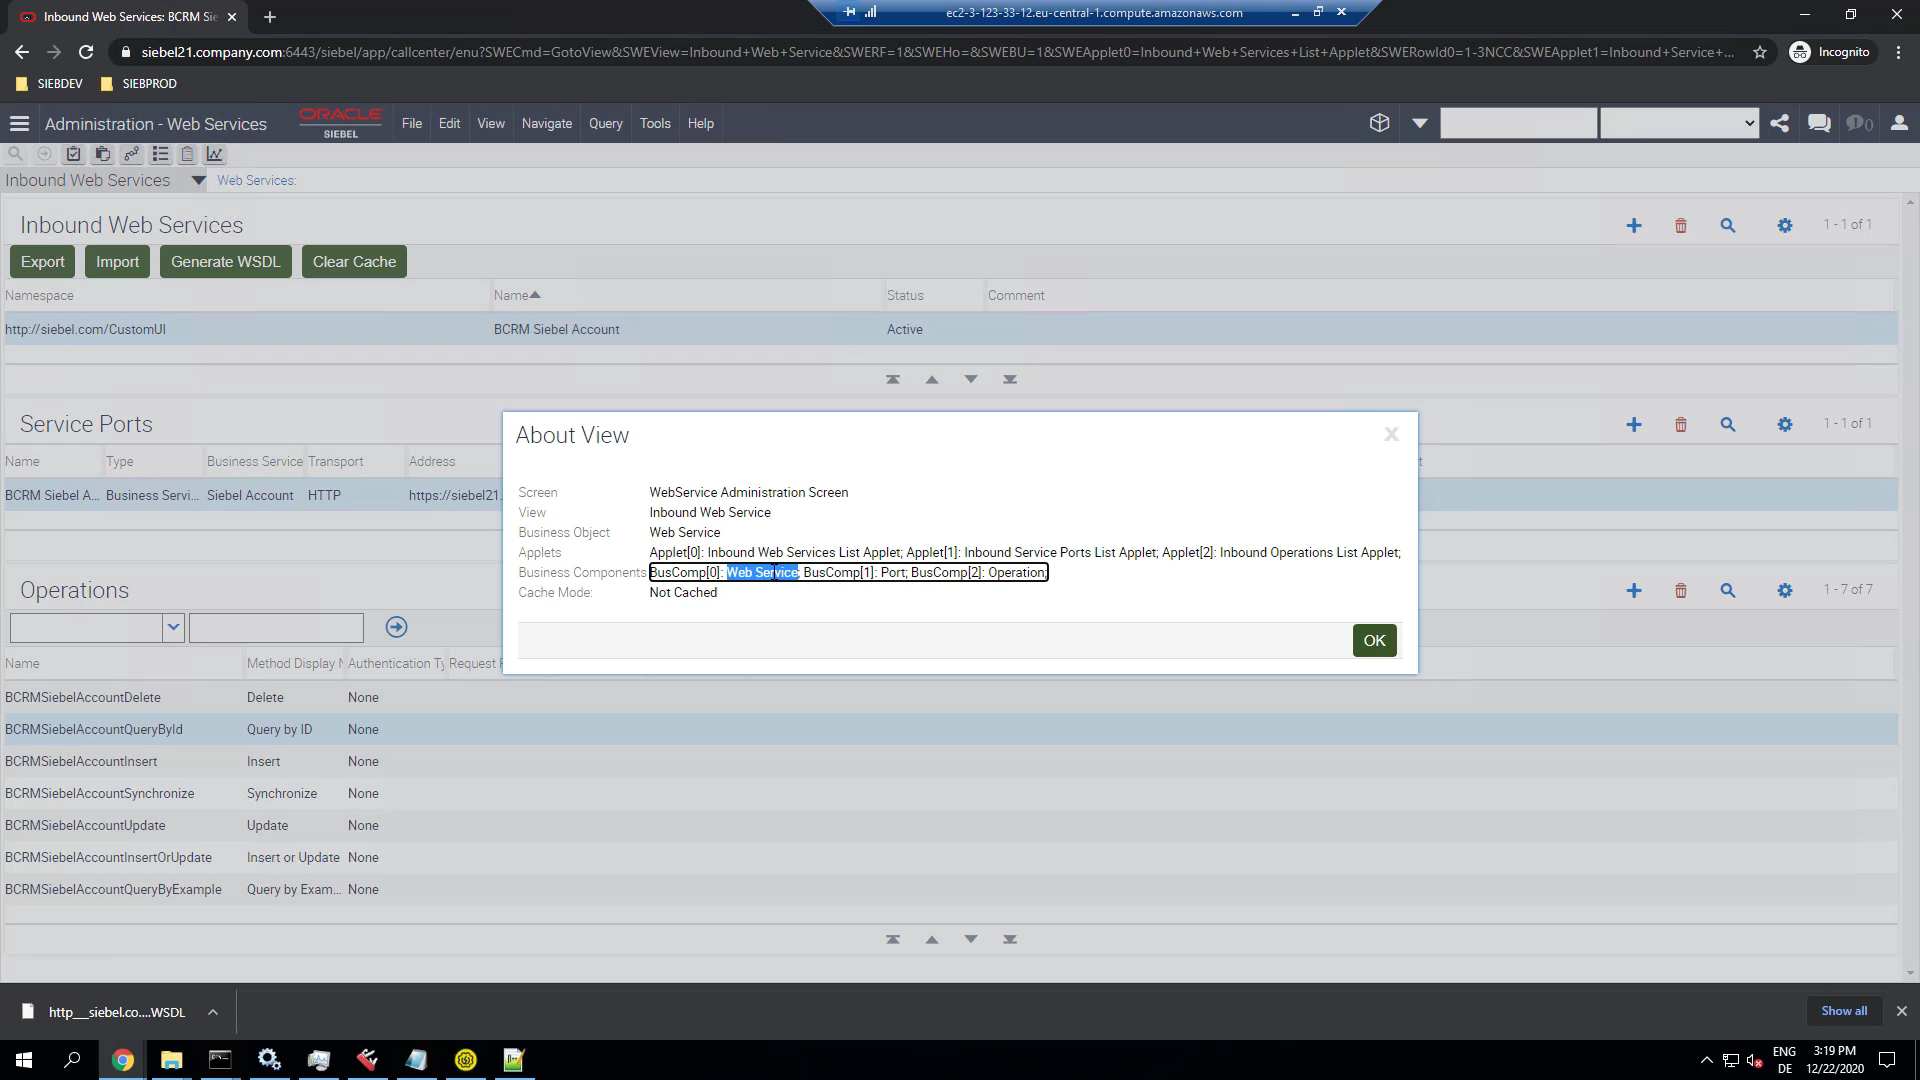 Inbound Web Services: BCRM Sie
ec2-3-123-33-12.eu-central-1.compute.amazonaws.com
siebel21.company.com:6443/siebel/app/callcenter/enu?SWECmd=GotoView&SWEView=Inbound+Web+Service&SWERF=1&SWEHo=&SWEBU=1&SWEApplet0=Inbound+Web+Services+List+Applet&SWERowId0=1-3NCC&SWEApplet1=Inbound+Service+...
Incognito
SIEBDEV
SIEBPROD
Administration - Web Services
ORACLE
SIEBEL
File
Edit
View
Navigate
Query
Tools
Help
0
Inbound Web Services
Web Services:
Inbound Web Services
1 - 1 of 1
Export
Import
Generate WSDL
Clear Cache
Namespace
Name
Status
Comment
http://siebel.com/CustomUI
BCRM Siebel Account
Active
Service Ports
1 - 1 of 1
Name
Type
Business Service
Transport
Address
BCRM Siebel A...
Business Servi...
Siebel Account
HTTP
https://siebel21.
About View
X
Screen
WebService Administration Screen
View
Inbound Web Service
Business Object
Web Service
Applets
Applet[0]: Inbound Web Services List Applet; Applet[1]: Inbound Service Ports List Applet; Applet[2]: Inbound Operations List Applet;
Business Components
BusComp[0]: Web Service; BusComp[1]: Port; BusComp[2]: Operation;
Cache Mode:
Not Cached
OK
Operations
1 - 7 of 7
Name
Method Display N
Authentication Ty
Request F
BCRMSiebelAccountDelete
Delete
None
BCRMSiebelAccountQueryById
Query by ID
None
BCRMSiebelAccountInsert
Insert
None
BCRMSiebelAccountSynchronize
Synchronize
None
BCRMSiebelAccountUpdate
Update
None
BCRMSiebelAccountInsertOrUpdate
Insert or Update
None
BCRMSiebelAccountQueryByExample
Query by Exam...
None
http___siebel.co....WSDL
Show all
ENG
DE
3:19 PM
12/22/2020